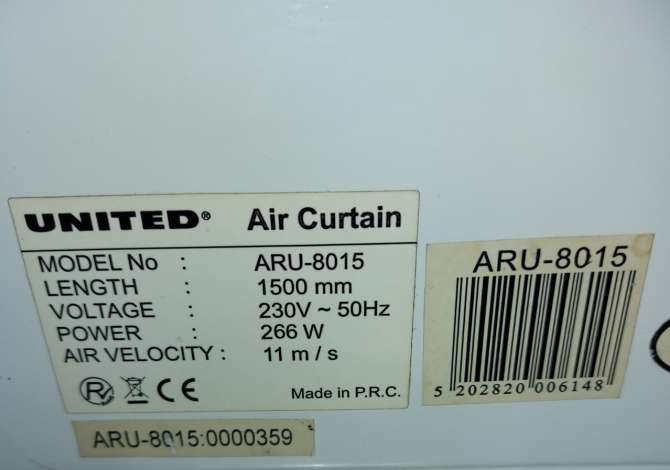 UNITED® Air Curtain
MODEL No : ARU-8015
LENGTH : 1500 mm
VOLTAGE : 230V ~ 50Hz
POWER : 266 W
AIR VELOCITY : 11 m / s
CE
Made in P.R.C.
ARU-8015:0000359
ARU-8015
5 202820 006148